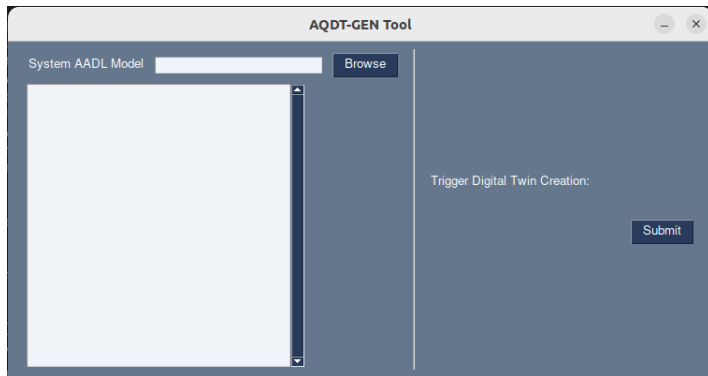 AQDT-GEN Tool
System AADL Model
Browse
Trigger Digital Twin Creation:
Submit